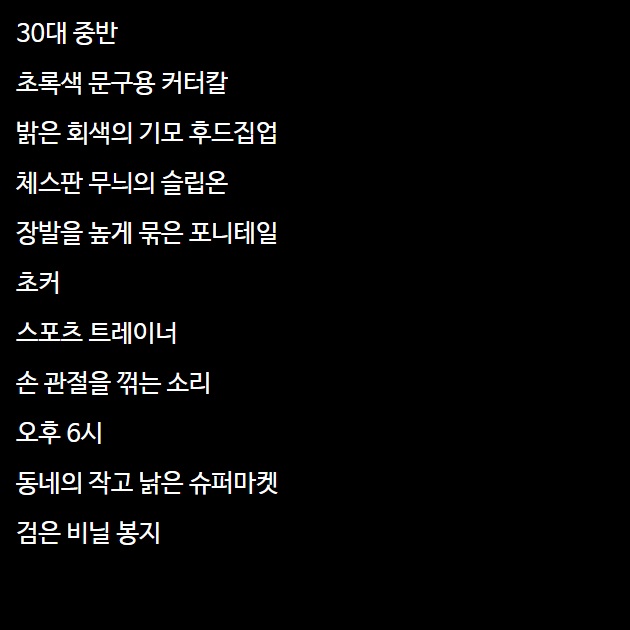 30대 중반
초록색 문구용 커터칼
밝은 회색의 기모 후드집업
체스판 무늬의 슬립온
장발을 높게 묶은 포니테일
초커
스포츠 트레이너
손 관절을 꺾는 소리
오후 6시
동네의 작고 낡은 슈퍼마켓
검은 비닐 봉지